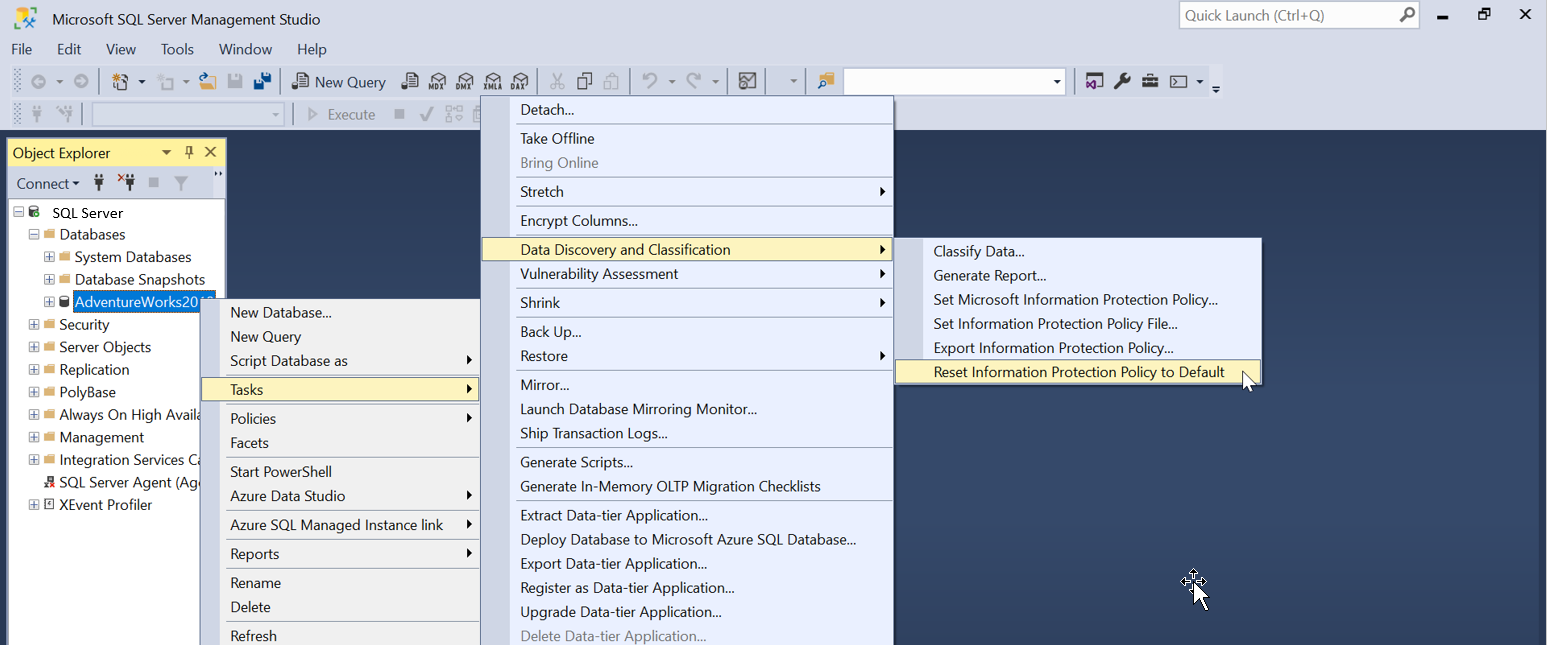 Microsoft SQL Server Management Studio
Quick Launch (Ctrl+Q)
File Edit View Tools Window Help
New Query MDX DMX XMLA DAX
Execute
Object Explorer
Connect
SQL Server
Databases
System Databases
Database Snapshots
AdventureWorks20
Security
Server Objects
Replication
PolyBase
Always On High Availa
Management
Integration Services Ca
SQL Server Agent (Age
XEvent Profiler
New Database...
New Query
Script Database as
Tasks
Policies
Facets
Start PowerShell
Azure Data Studio
Azure SQL Managed Instance link
Reports
Rename
Delete
Refresh
Detach...
Take Offline
Bring Online
Stretch
Encrypt Columns...
Data Discovery and Classification
Vulnerability Assessment
Shrink
Back Up...
Restore
Mirror...
Launch Database Mirroring Monitor...
Ship Transaction Logs...
Generate Scripts...
Generate In-Memory OLTP Migration Checklists
Extract Data-tier Application...
Deploy Database to Microsoft Azure SQL Database...
Export Data-tier Application...
Register as Data-tier Application...
Upgrade Data-tier Application...
Delete Data-tier Application...
Classify Data...
Generate Report...
Set Microsoft Information Protection Policy...
Set Information Protection Policy File...
Export Information Protection Policy...
Reset Information Protection Policy to Default